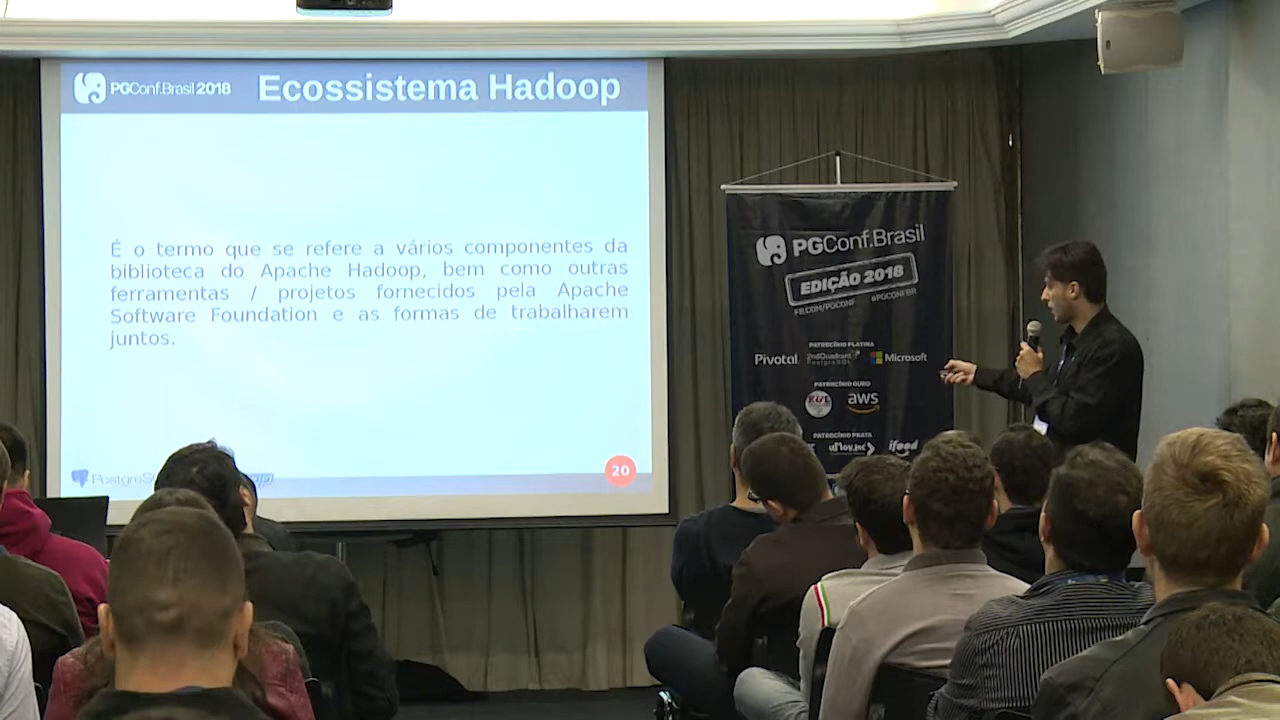 PGConf.Brasil 2018
Ecossistema Hadoop
É o termo que se refere a vários componentes da
biblioteca do Apache Hadoop, bem como outras
ferramentas / projetos fornecidos pela Apache
Software Foundation e as formas de trabalharem
juntos.
20
PGConf.Brasil
EDIÇÃO 2018
FB.COM/PGCONF #PGCONFBR
PATROCÍNIO PLATINA
Pivotal. 2ndQuadrant Microsoft
PostgreSQL
PATROCÍNIO OURO
aws
PATROCÍNIO PRATA
ifood